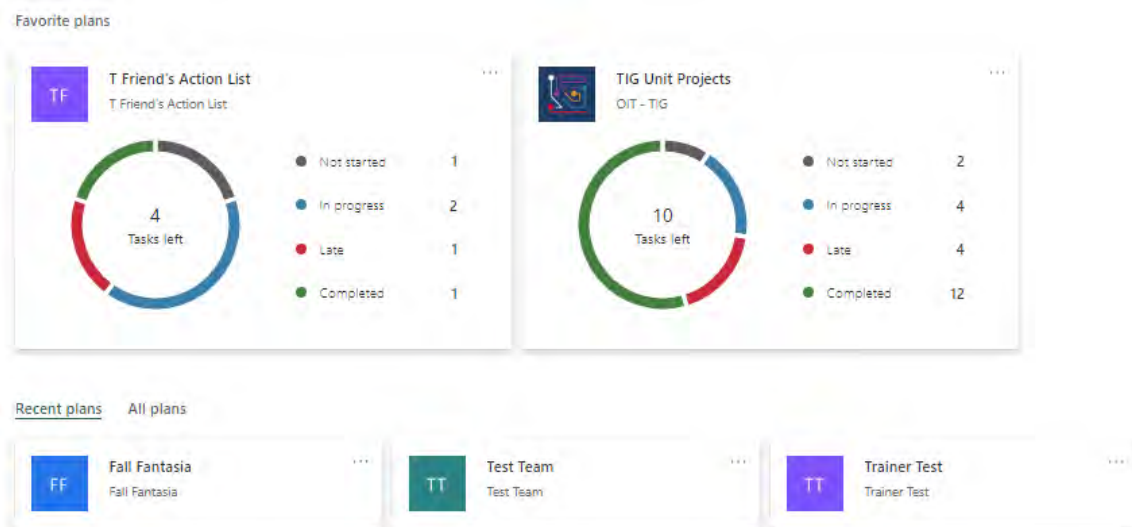 Favorite plans
TF
T Friend's Action List
T Friend's Action List
4
Tasks left
Not started 1
In progress 2
Late 1
Completed 1
TIG Unit Projects
OIT - TIG
10
Tasks left
Not started 2
In progress 4
Late 4
Completed 12
Recent plans All plans
FF
Fall Fantasia
Fall Fantasia
TT
Test Team
Test Team
TT
Trainer Test
Trainer Test